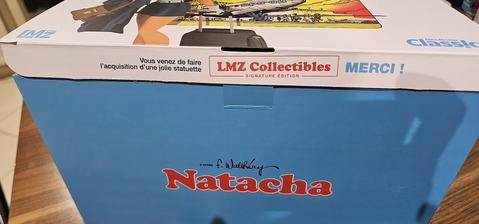 LMZ
Classic
Vous venez de faire
l'acquisition d'une jolie statuette
LMZ Collectibles
SIGNATURE EDITION
MERCI !
F. Walthéry
Natacha